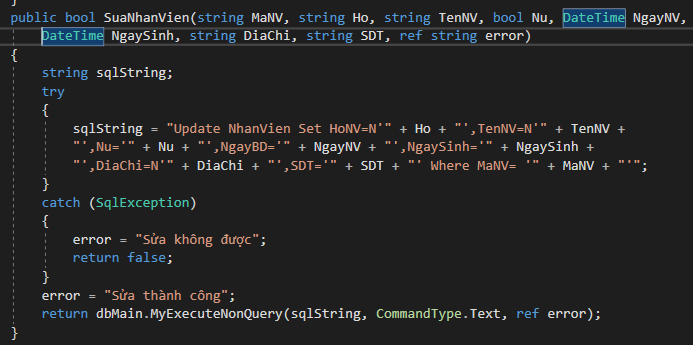 }
public bool SuaNhanVien(string MaNV, string Ho, string TenNV, bool Nu, DateTime NgayNV,
DateTime NgaySinh, string DiaChi, string SDT, ref string error)
{
string sqlString;
try
{
sqlString = "Update NhanVien Set HoNV=N'" + Ho + "',TenNV=N'" + TenNV +
"',Nu='" + Nu + "',NgayBD='" + NgayNV + "',NgaySinh='" + NgaySinh +
"',DiaChi=N'" + DiaChi + "',SDT='" + SDT + "' Where MaNV= '" + MaNV + "'";
}
catch (SqlException)
{
error = "Sửa không được";
return false;
}
error = "Sửa thành công";
return dbMain.MyExecuteNonQuery(sqlString, CommandType.Text, ref error);
}